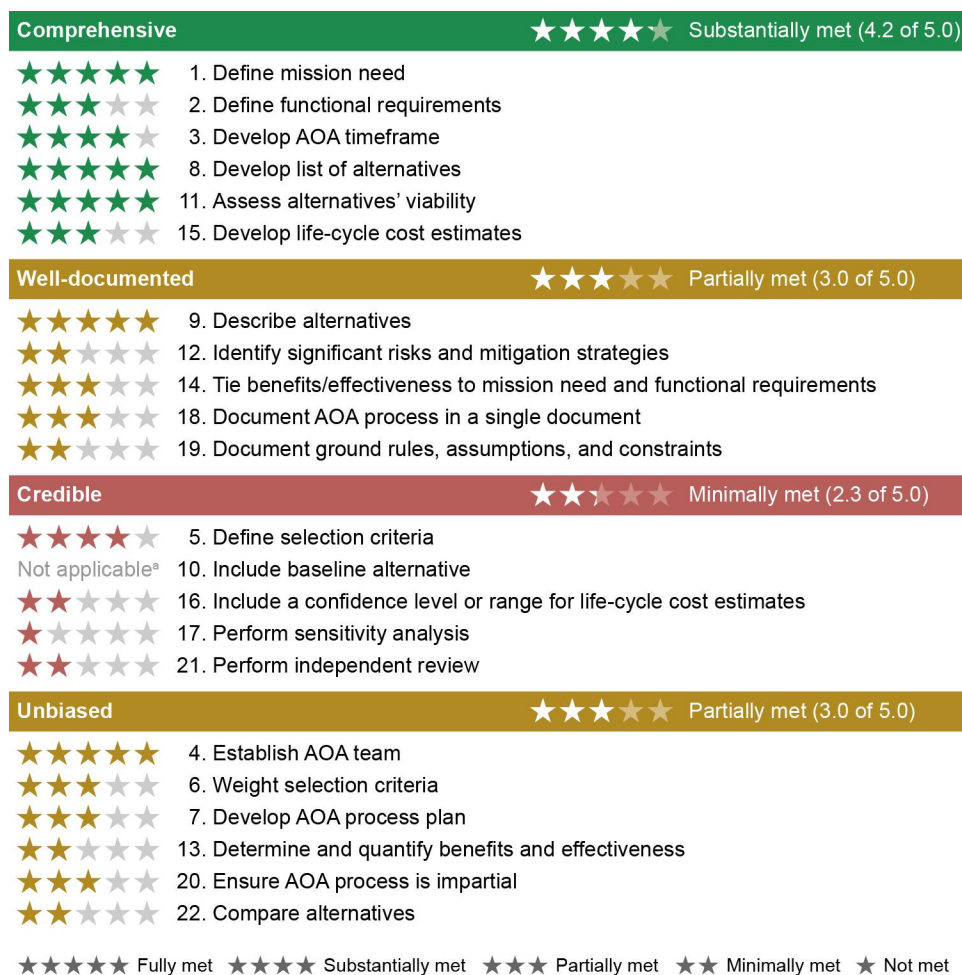 Comprehensive ★★★★★ Substantially met (4.2 of 5.0)
★★★★★ 1. Define mission need
★★★★★ 2. Define functional requirements
★★★★★ 3. Develop AOA timeframe
★★★★★ 8. Develop list of alternatives
★★★★★ 11. Assess alternatives’ viability
★★★★★ 15. Develop life-cycle cost estimates
Well-documented ★★★★★ Partially met (3.0 of 5.0)
★★★★★ 9. Describe alternatives
★★★★★ 12. Identify significant risks and mitigation strategies
★★★★★ 14. Tie benefits/effectiveness to mission need and functional requirements
★★★★★ 18. Document AOA process in a single document
★★★★★ 19. Document ground rules, assumptions, and constraints
Credible ★★★★★ Minimally met (2.3 of 5.0)
★★★★★ 5. Define selection criteria
Not applicableᵃ 10. Include baseline alternative
★★★★★ 16. Include a confidence level or range for life-cycle cost estimates
★★★★★ 17. Perform sensitivity analysis
★★★★★ 21. Perform independent review
Unbiased ★★★★★ Partially met (3.0 of 5.0)
★★★★★ 4. Establish AOA team
★★★★★ 6. Weight selection criteria
★★★★★ 7. Develop AOA process plan
★★★★★ 13. Determine and quantify benefits and effectiveness
★★★★★ 20. Ensure AOA process is impartial
★★★★★ 22. Compare alternatives
★★★★★ Fully met ★★★★ Substantially met ★★★ Partially met ★★ Minimally met ★ Not met